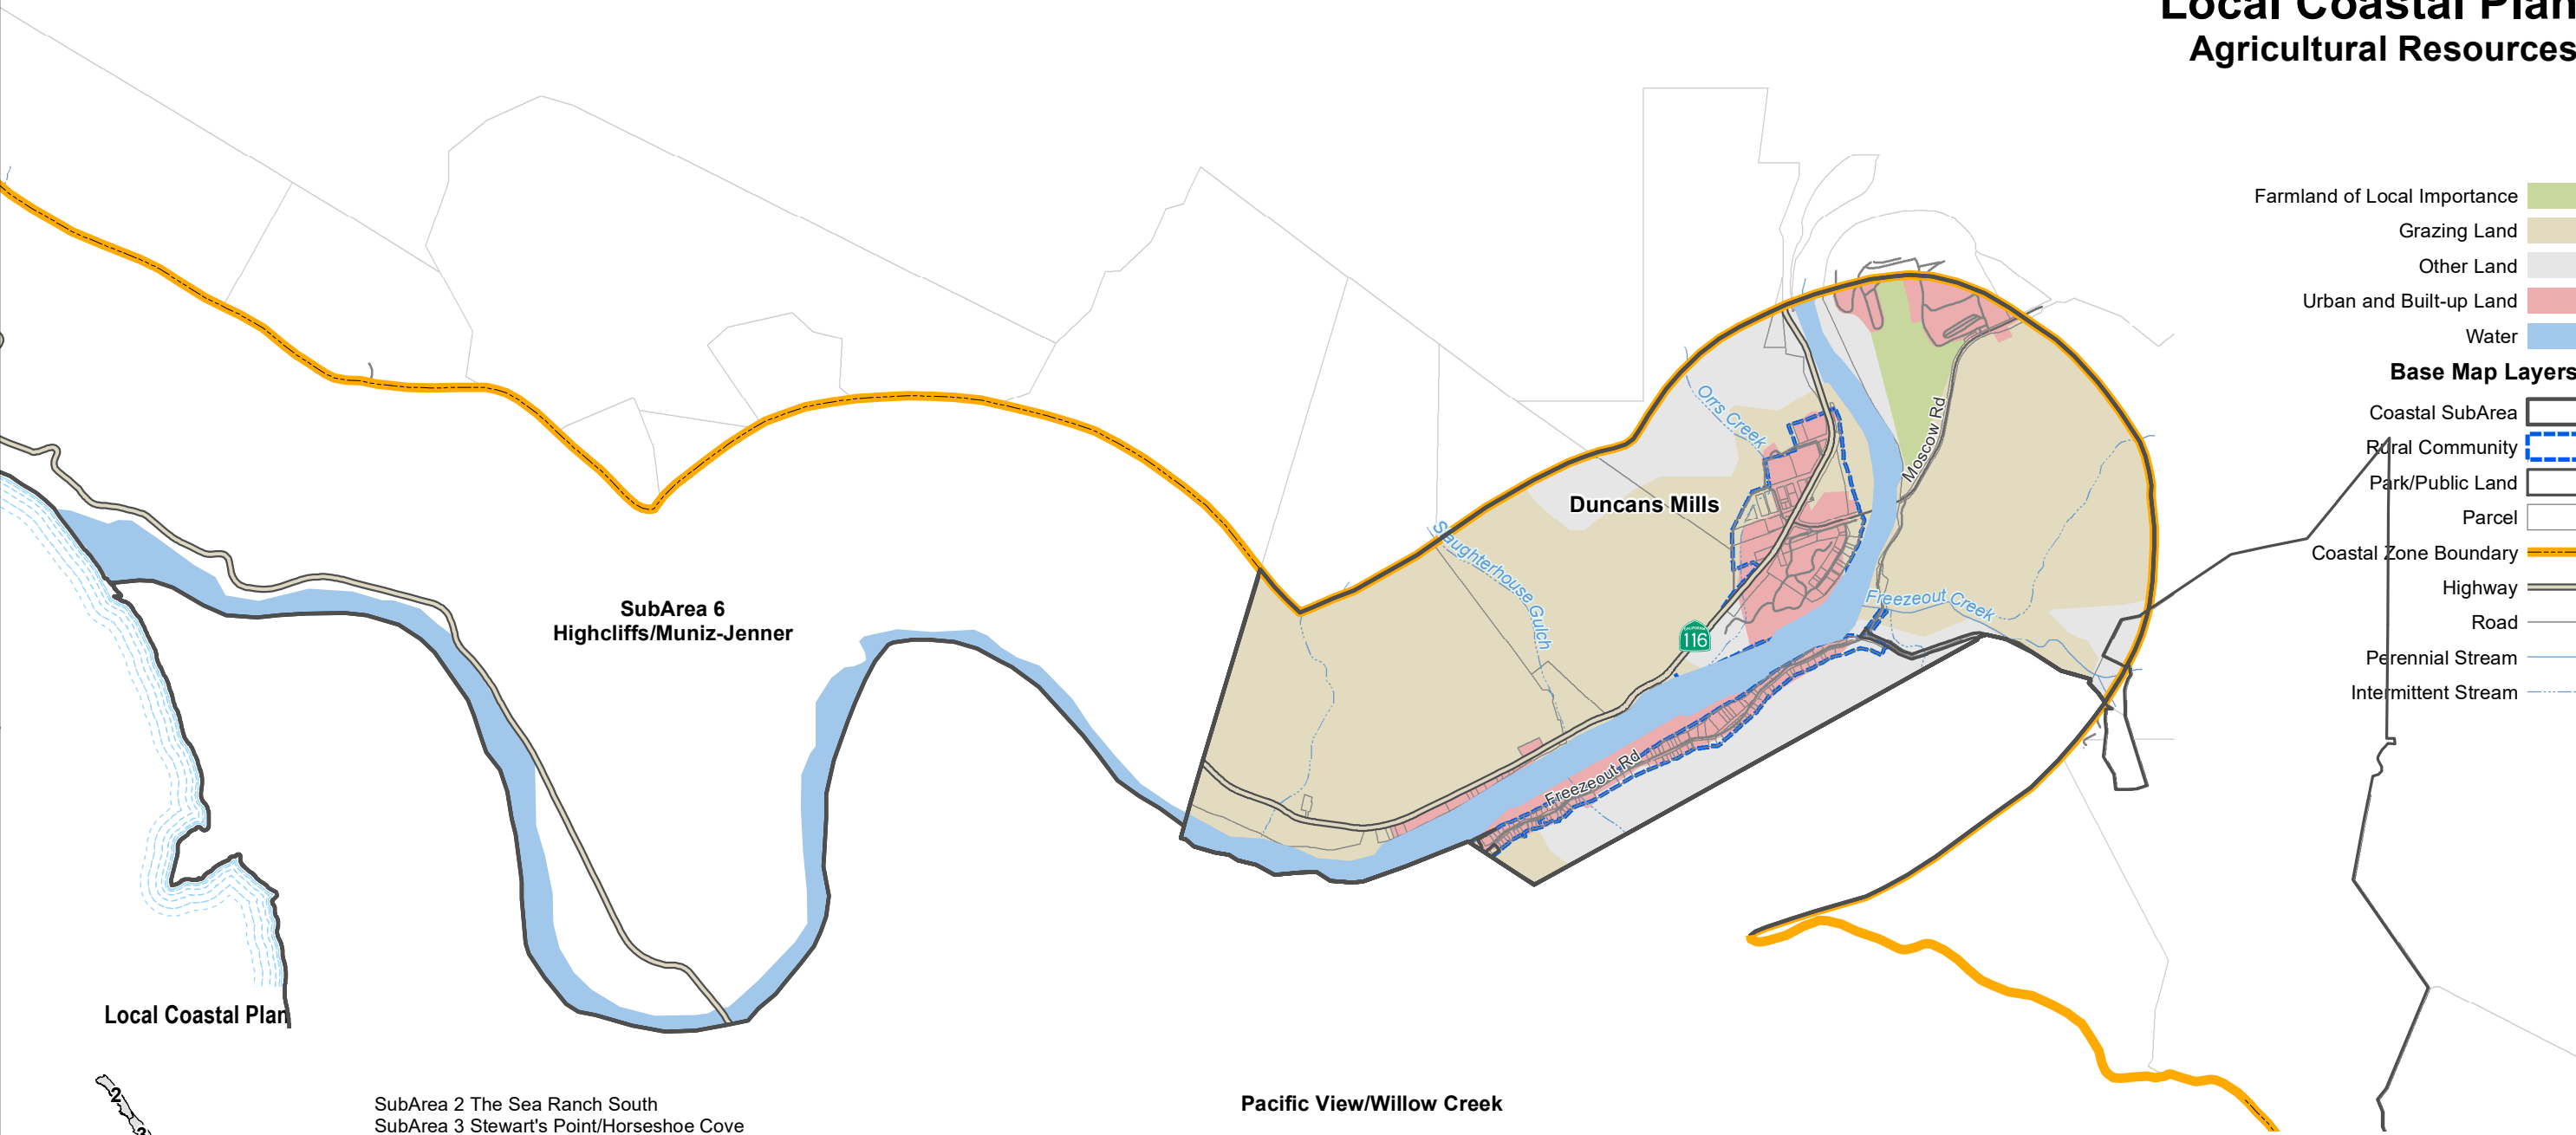 Local Coastal Plan
Agricultural Resources
Farmland of Local Importance
Grazing Land
Other Land
Urban and Built-up Land
Water
Base Map Layers
Coastal SubArea
Rural Community
Park/Public Land
Parcel
Coastal Zone Boundary
Highway
Road
Perennial Stream
Intermittent Stream
Orrs Creek
Moscow Rd
Duncans Mills
Slaughterhouse Gulch
Freezeout Creek
CALIFORNIA
116
SubArea 6
Highcliffs/Muniz-Jenner
Freezeout Rd
Local Coastal Plan
2
3
SubArea 2 The Sea Ranch South
SubArea 3 Stewart's Point/Horseshoe Cove
Pacific View/Willow Creek